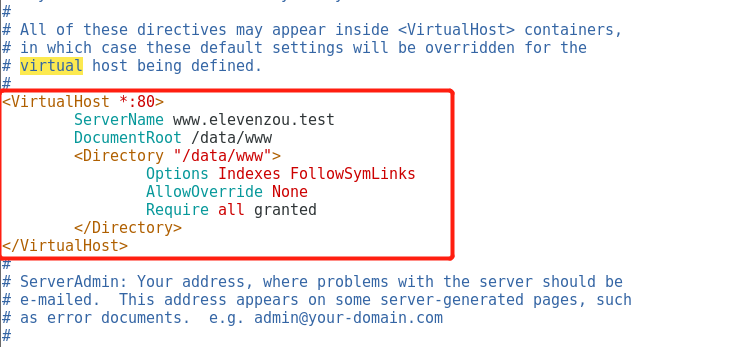 #
# All of these directives may appear inside <VirtualHost> containers,
# in which case these default settings will be overridden for the
# virtual host being defined.
#
<VirtualHost *:80>
        ServerName www.elevenzou.test
        DocumentRoot /data/www
        <Directory "/data/www">
                Options Indexes FollowSymLinks
                AllowOverride None
                Require all granted
        </Directory>
</VirtualHost>
#
# ServerAdmin: Your address, where problems with the server should be
# e-mailed.  This address appears on some server-generated pages, such
# as error documents.  e.g. admin@your-domain.com
#